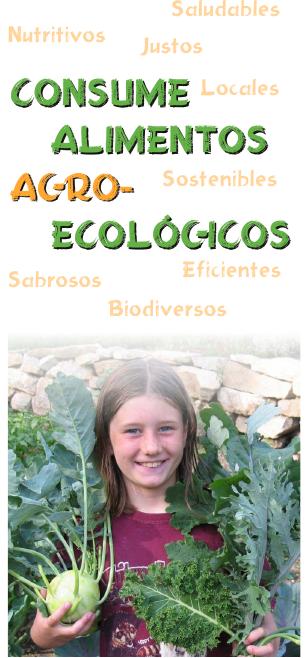 Saludables
Nutritivos
Justos
CONSUME
Locales
ALIMENTOS
AGRO-
Sostenibles
ECOLÓGICOS
Eficientes
Sabrosos
Biodiversos